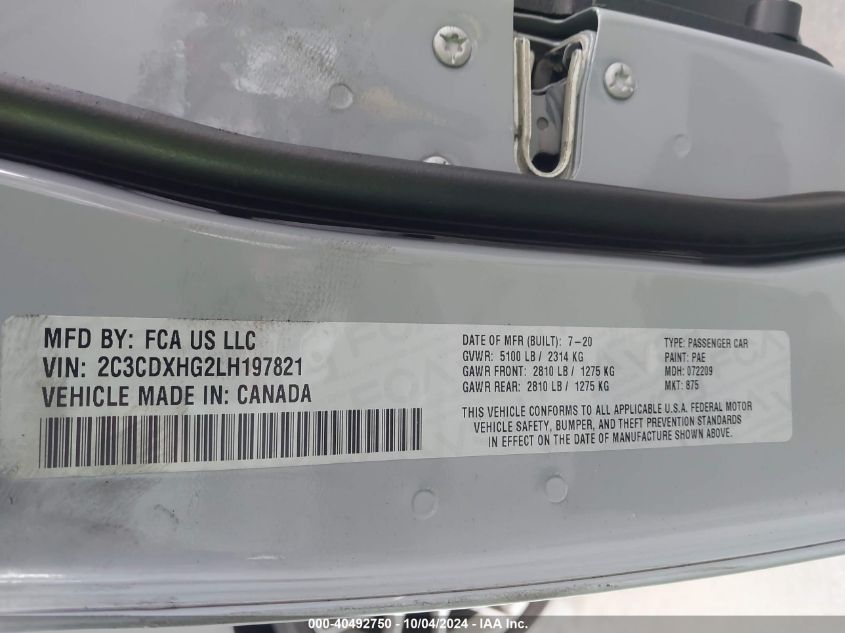 MFD BY: FCA US LLC
VIN: 2C3CDXHG2LH197821
VEHICLE MADE IN: CANADA
DATE OF MFR (BUILT): 7-20
GVWR: 5100 LB / 2314 KG
GAWR FRONT: 2810 LB / 1275 KG
GAWR REAR: 2810 LB / 1275 KG
TYPE: PASSENGER CAR
PAINT: PAE
MDH: 072209
MKT: 875
THIS VEHICLE CONFORMS TO ALL APPLICABLE U.S.A. FEDERAL MOTOR
VEHICLE SAFETY, BUMPER, AND THEFT PREVENTION STANDARDS
IN EFFECT ON THE DATE OF MANUFACTURE SHOWN ABOVE.
000-40492750 - 10/04/2024 - IAA Inc.